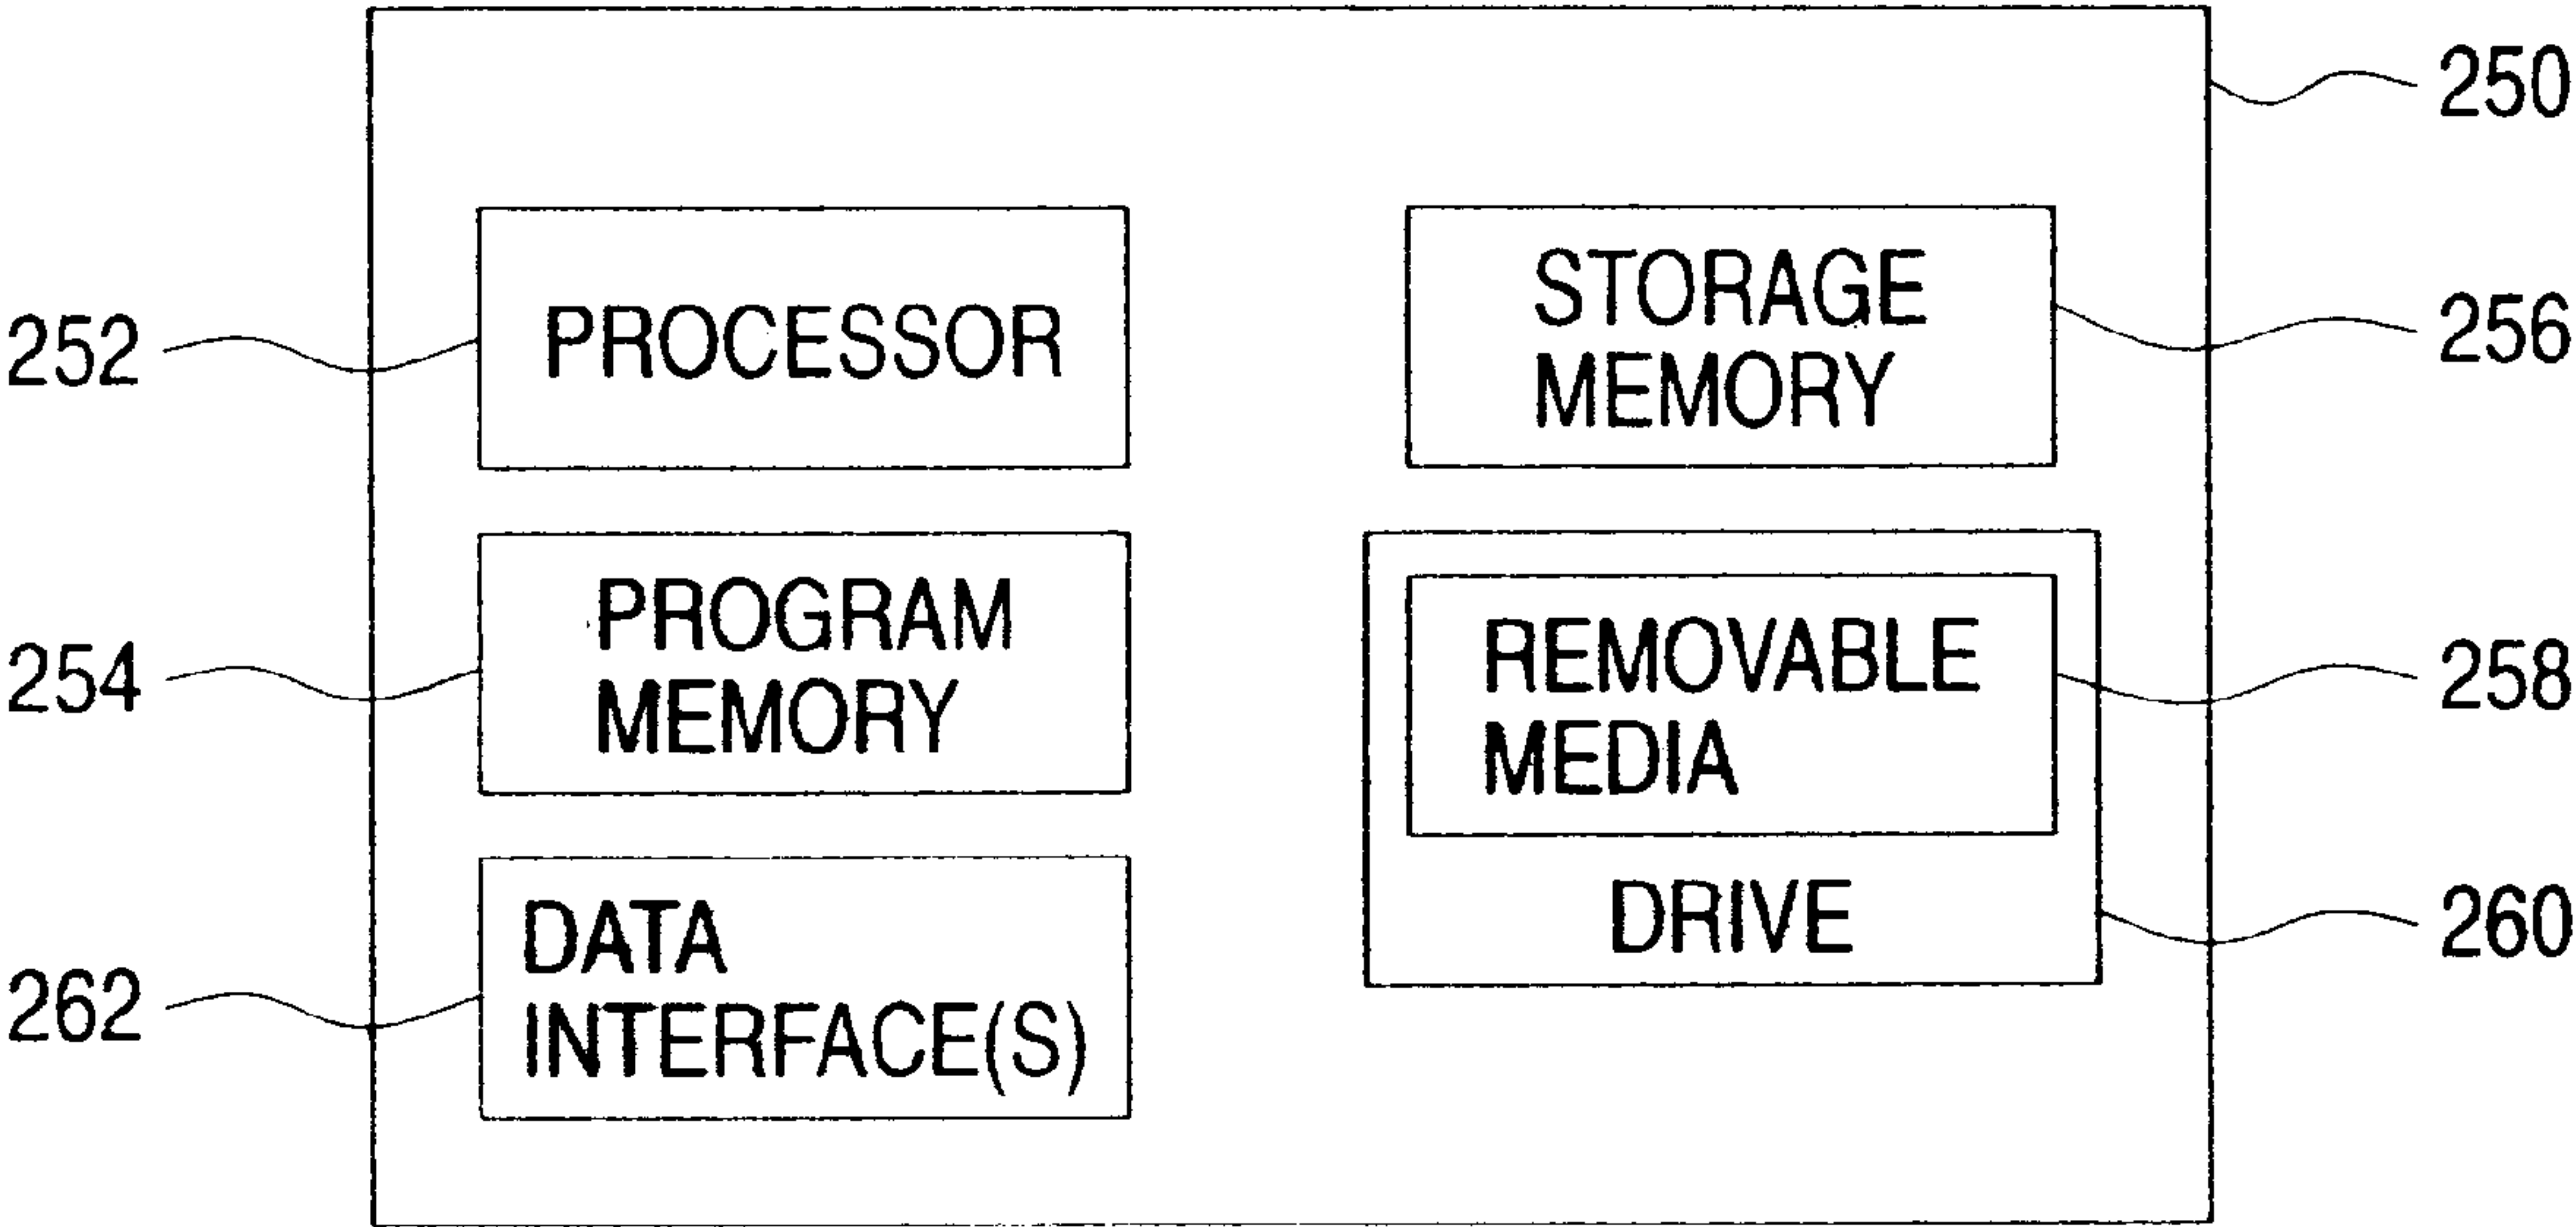 250
252
PROCESSOR
STORAGE
MEMORY
256
254
PROGRAM
MEMORY
REMOVABLE
MEDIA
258
DRIVE
260
262
DATA
INTERFACE(S)